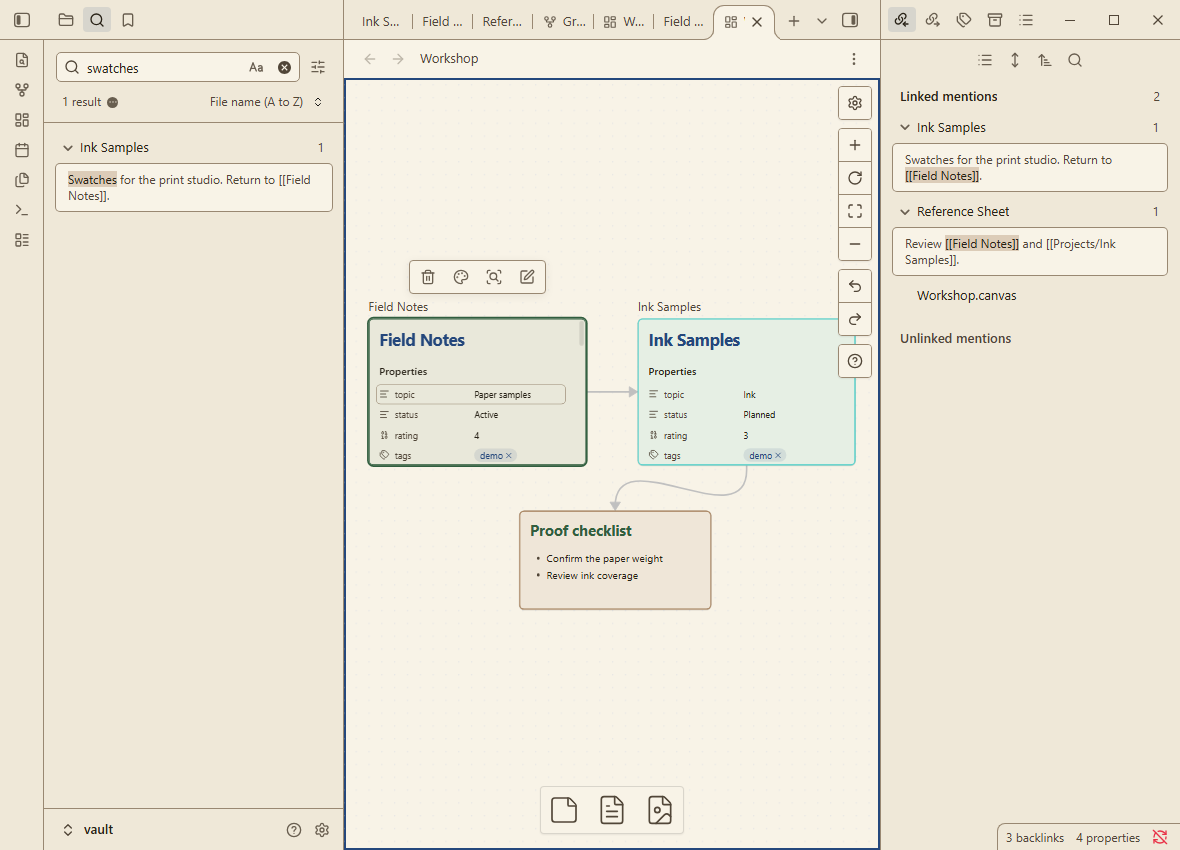 Ink S...
Field ...
Refer...
Gr...
W...
Field ...
swatches
Aa
1 result
File name (A to Z)
Ink Samples
1
Swatches for the print studio. Return to [[Field
Notes]].
vault
Workshop
Field Notes
Field Notes
Properties
topic Paper samples
status Active
rating 4
tags demo
Ink Samples
Ink Samples
Properties
topic Ink
status Planned
rating 3
tags demo
Proof checklist
• Confirm the paper weight
• Review ink coverage
Linked mentions
2
Ink Samples
1
Swatches for the print studio. Return to
[[Field Notes]].
Reference Sheet
1
Review [[Field Notes]] and [[Projects/Ink
Samples]].
Workshop.canvas
Unlinked mentions
3 backlinks 4 properties